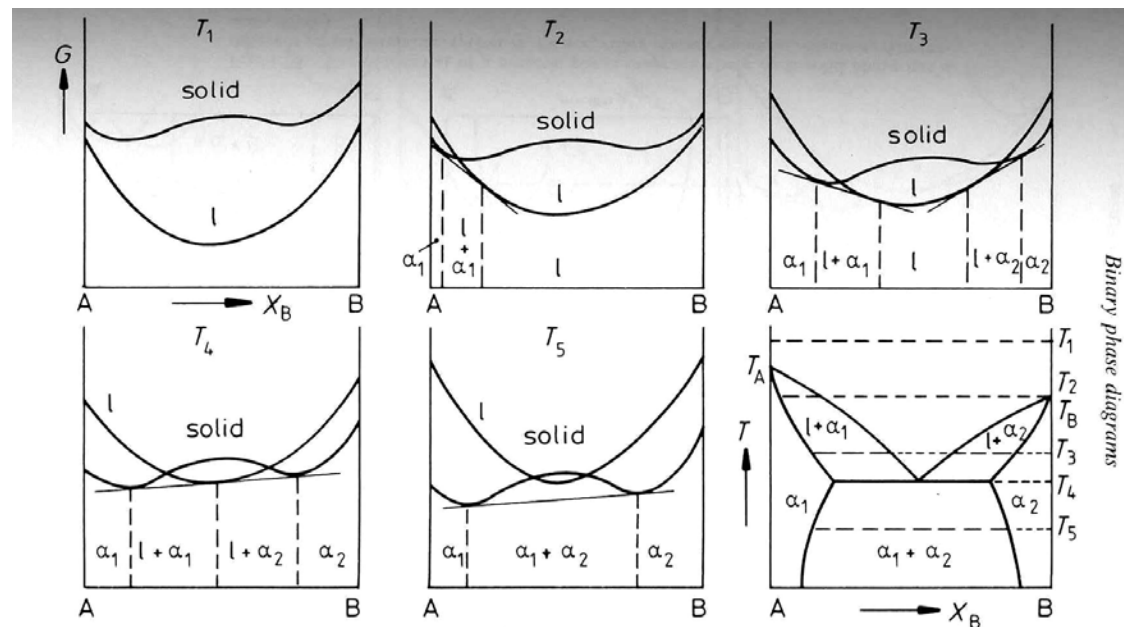 T1
G
solid
l
A
XB
B
T2
solid
l
α1
l
+
α1
l
A
B
T3
solid
l
α1
l+α1
l
l+α2
α2
A
B
T4
l
solid
α1
l+α1
l+α2
α2
A
B
T5
l
solid
α1
α1 + α2
α2
A
B
T1
TA
T2
TB
l+α1
l+α2
T
T3
T4
α1
α2
T5
α1 + α2
A
XB
B
Binary phase diagrams